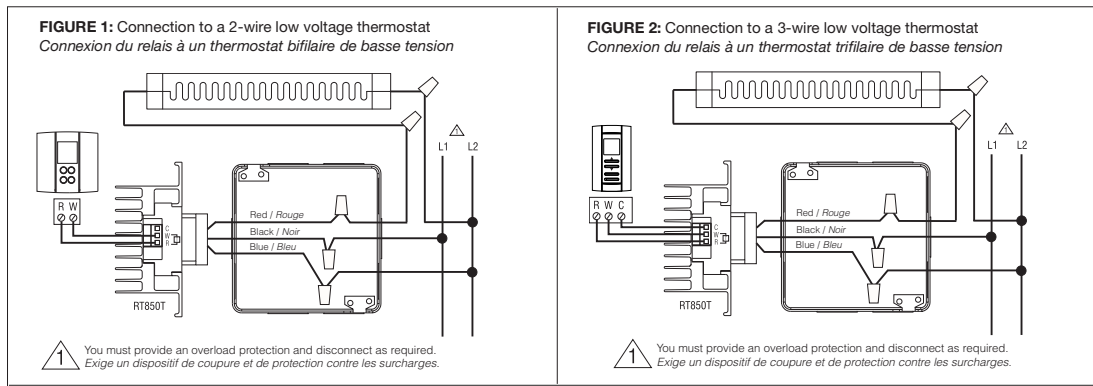 FIGURE 1: Connection to a 2-wire low voltage thermostat
Connexion du relais à un thermostat bifilaire de basse tension
1
L1 L2
R W
Red / Rouge
Black / Noir
Blue / Bleu
C
W
R
RT850T
1 You must provide an overload protection and disconnect as required.
Exige un dispositif de coupure et de protection contre les surcharges.
FIGURE 2: Connection to a 3-wire low voltage thermostat
Connexion du relais à un thermostat trifilaire de basse tension
1
L1 L2
R W C
Red / Rouge
Black / Noir
Blue / Bleu
C
W
R
RT850T
1 You must provide an overload protection and disconnect as required.
Exige un dispositif de coupure et de protection contre les surcharges.